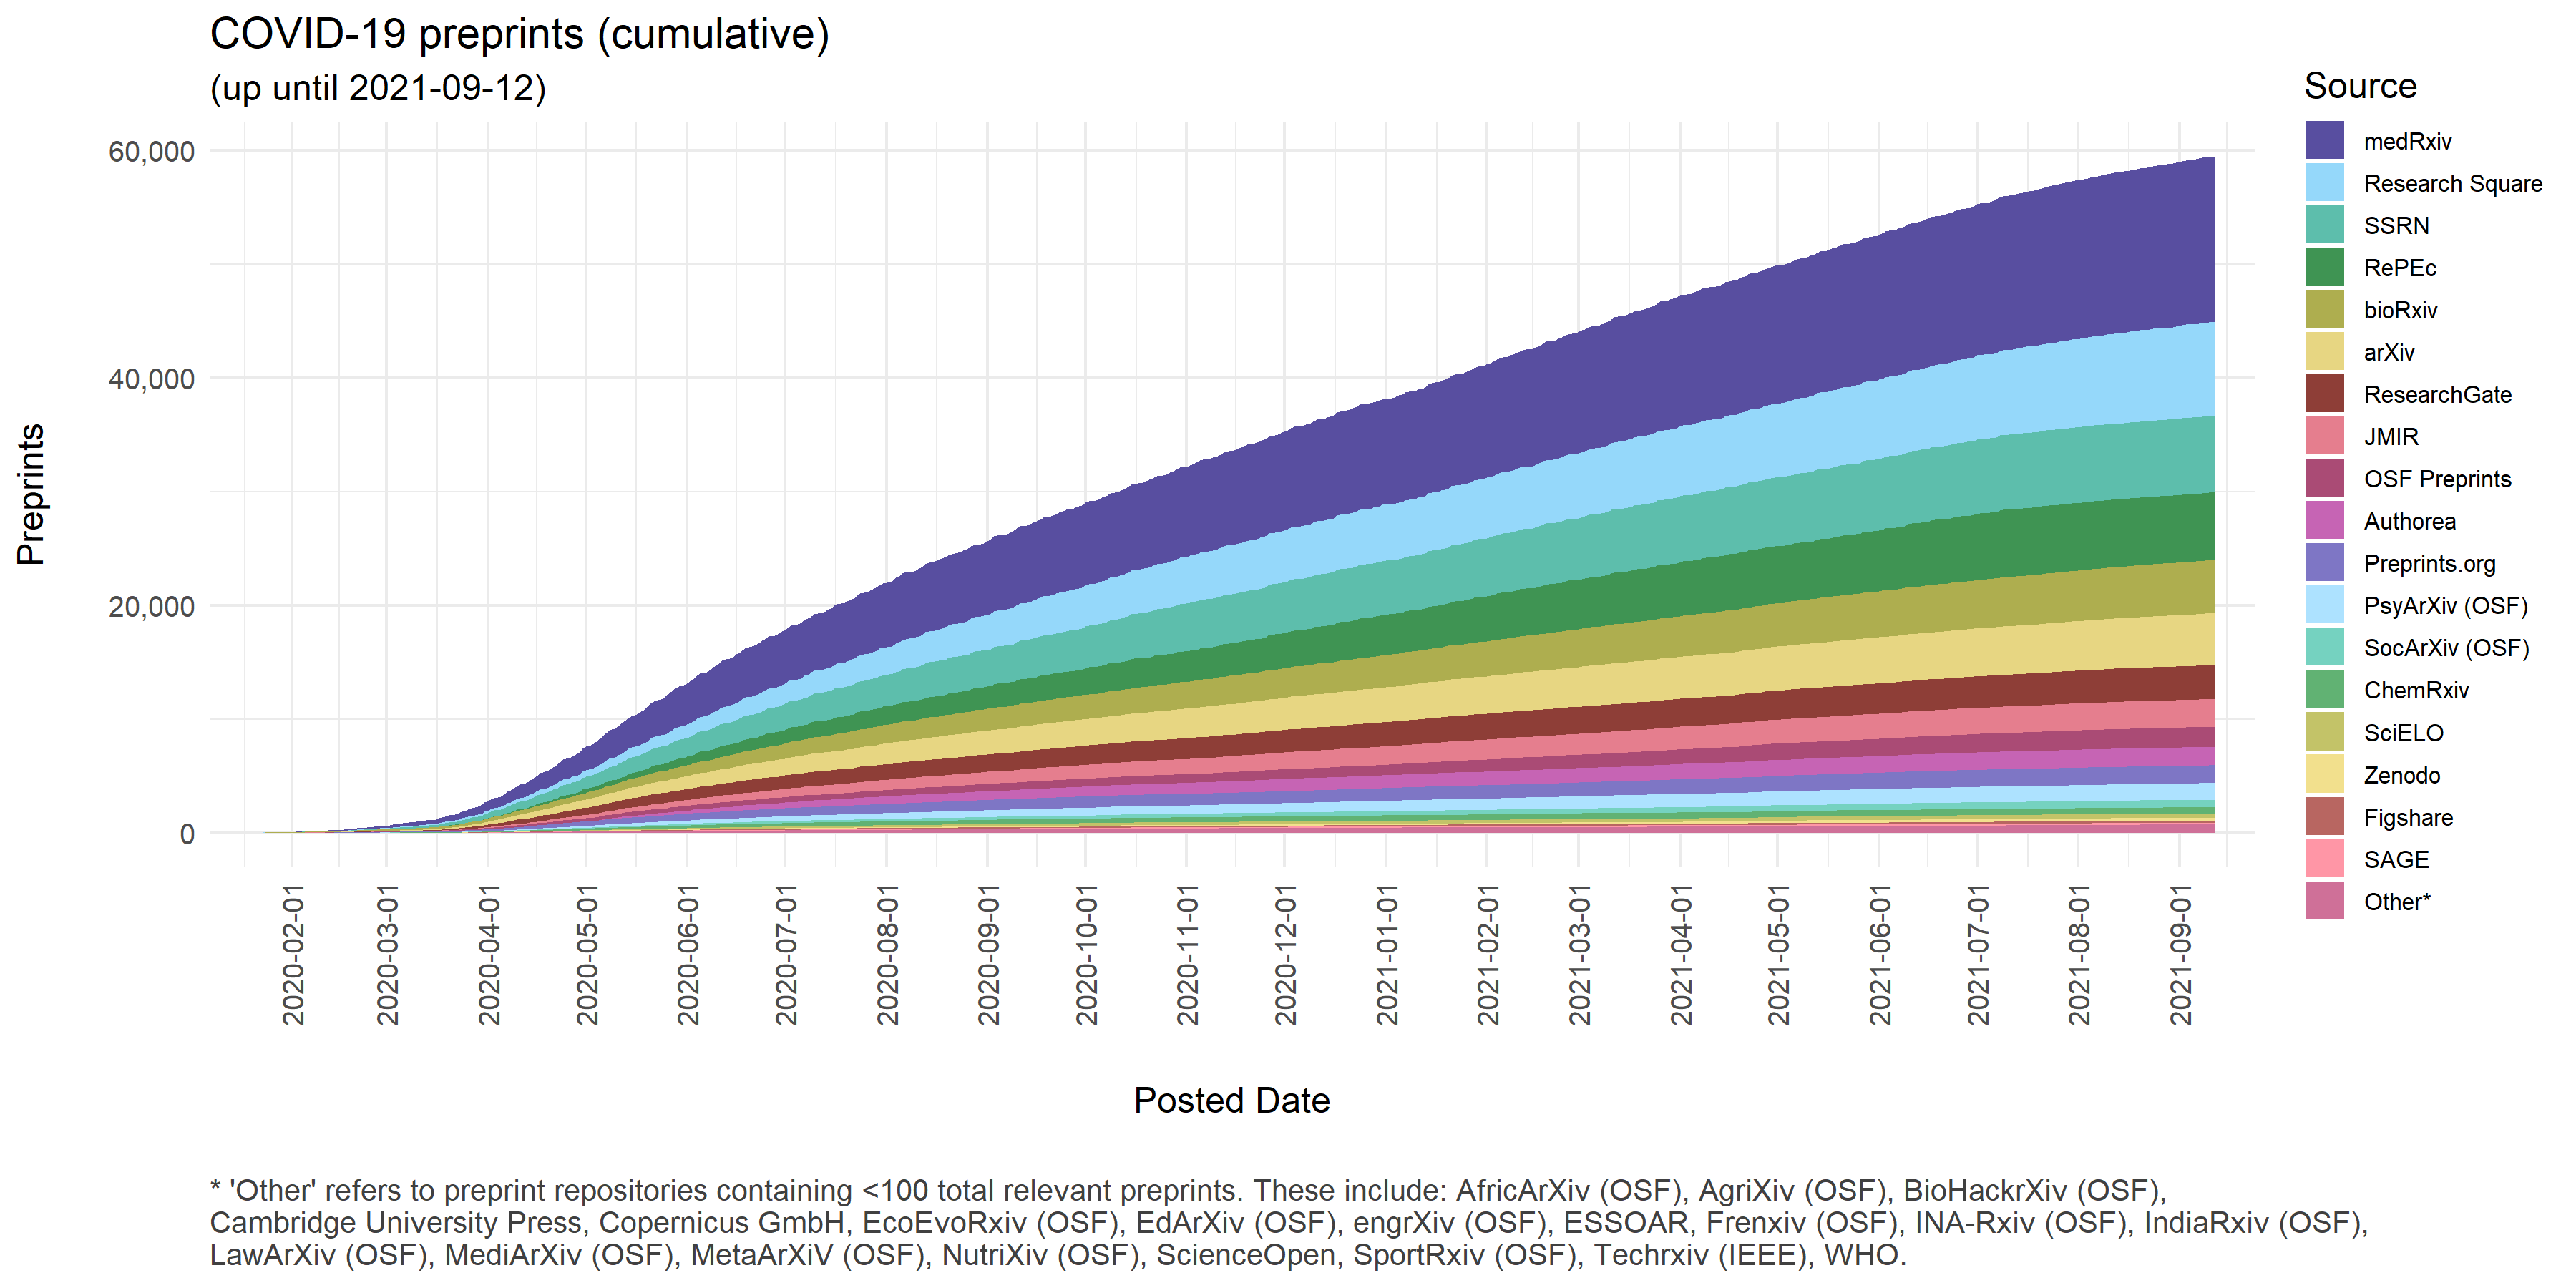 COVID-19 preprints (cumulative)
(up until 2021-09-12)
Preprints
60,000
40,000
20,000
0
2020-02-01
2020-03-01
2020-04-01
2020-05-01
2020-06-01
2020-07-01
2020-08-01
2020-09-01
2020-10-01
2020-11-01
2020-12-01
2021-01-01
2021-02-01
2021-03-01
2021-04-01
2021-05-01
2021-06-01
2021-07-01
2021-08-01
2021-09-01
Posted Date
Source
medRxiv
Research Square
SSRN
RePEc
bioRxiv
arXiv
ResearchGate
JMIR
OSF Preprints
Authorea
Preprints.org
PsyArXiv (OSF)
SocArXiv (OSF)
ChemRxiv
SciELO
Zenodo
Figshare
SAGE
Other*
* 'Other' refers to preprint repositories containing <100 total relevant preprints. These include: AfricArXiv (OSF), AgriXiv (OSF), BioHackrXiv (OSF),
Cambridge University Press, Copernicus GmbH, EcoEvoRxiv (OSF), EdArXiv (OSF), engrXiv (OSF), ESSOAR, Frenxiv (OSF), INA-Rxiv (OSF), IndiaRxiv (OSF),
LawArXiv (OSF), MediArXiv (OSF), MetaArXiV (OSF), NutriXiv (OSF), ScienceOpen, SportRxiv (OSF), Techrxiv (IEEE), WHO.